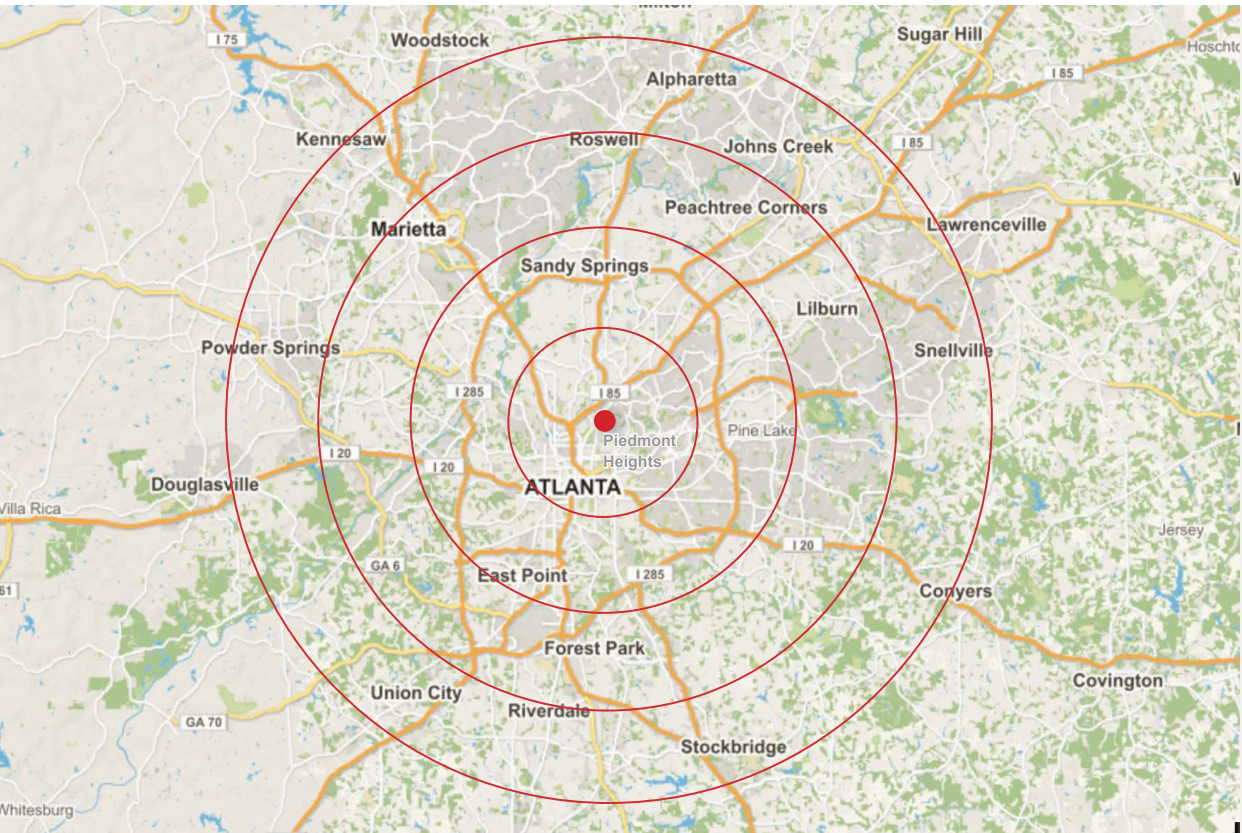 I 75
Woodstock
Sugar Hill
I 85
Alpharetta
Kennesaw
Roswell
Johns Creek
I 85
Peachtree Corners
Marietta
Lawrenceville
Sandy Springs
Lilburn
Powder Springs
Snellville
I 285
I 85
Pine Lake
Piedmont
Heights
I 20
I 20
Douglasville
ATLANTA
Villa Rica
Jersey
I 20
GA 6
East Point
I 285
61
Conyers
Forest Park
Union City
Covington
Riverdale
GA 70
Stockbridge
Whitesburg